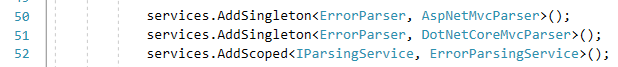 50 services.AddSingleton<ErrorParser, AspNetMvcParser>();
51 services.AddSingleton<ErrorParser, DotNetCoreMvcParser>();
52 services.AddScoped<IParsingService, ErrorParsingService>();